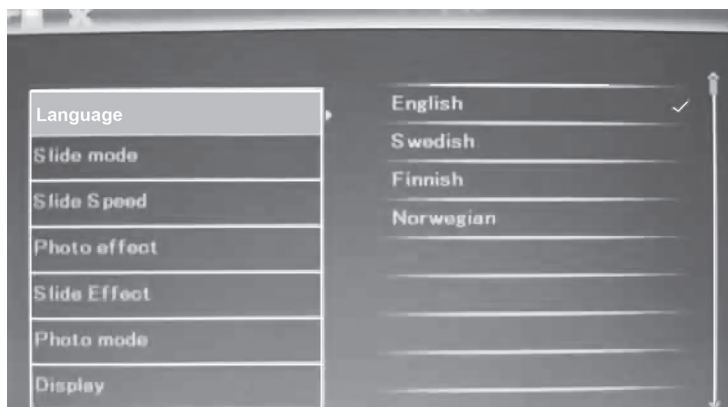 Language
Slide mode
Slide Speed
Photo effect
Slide Effect
Photo mode
Display
English
Swedish
Finnish
Norwegian